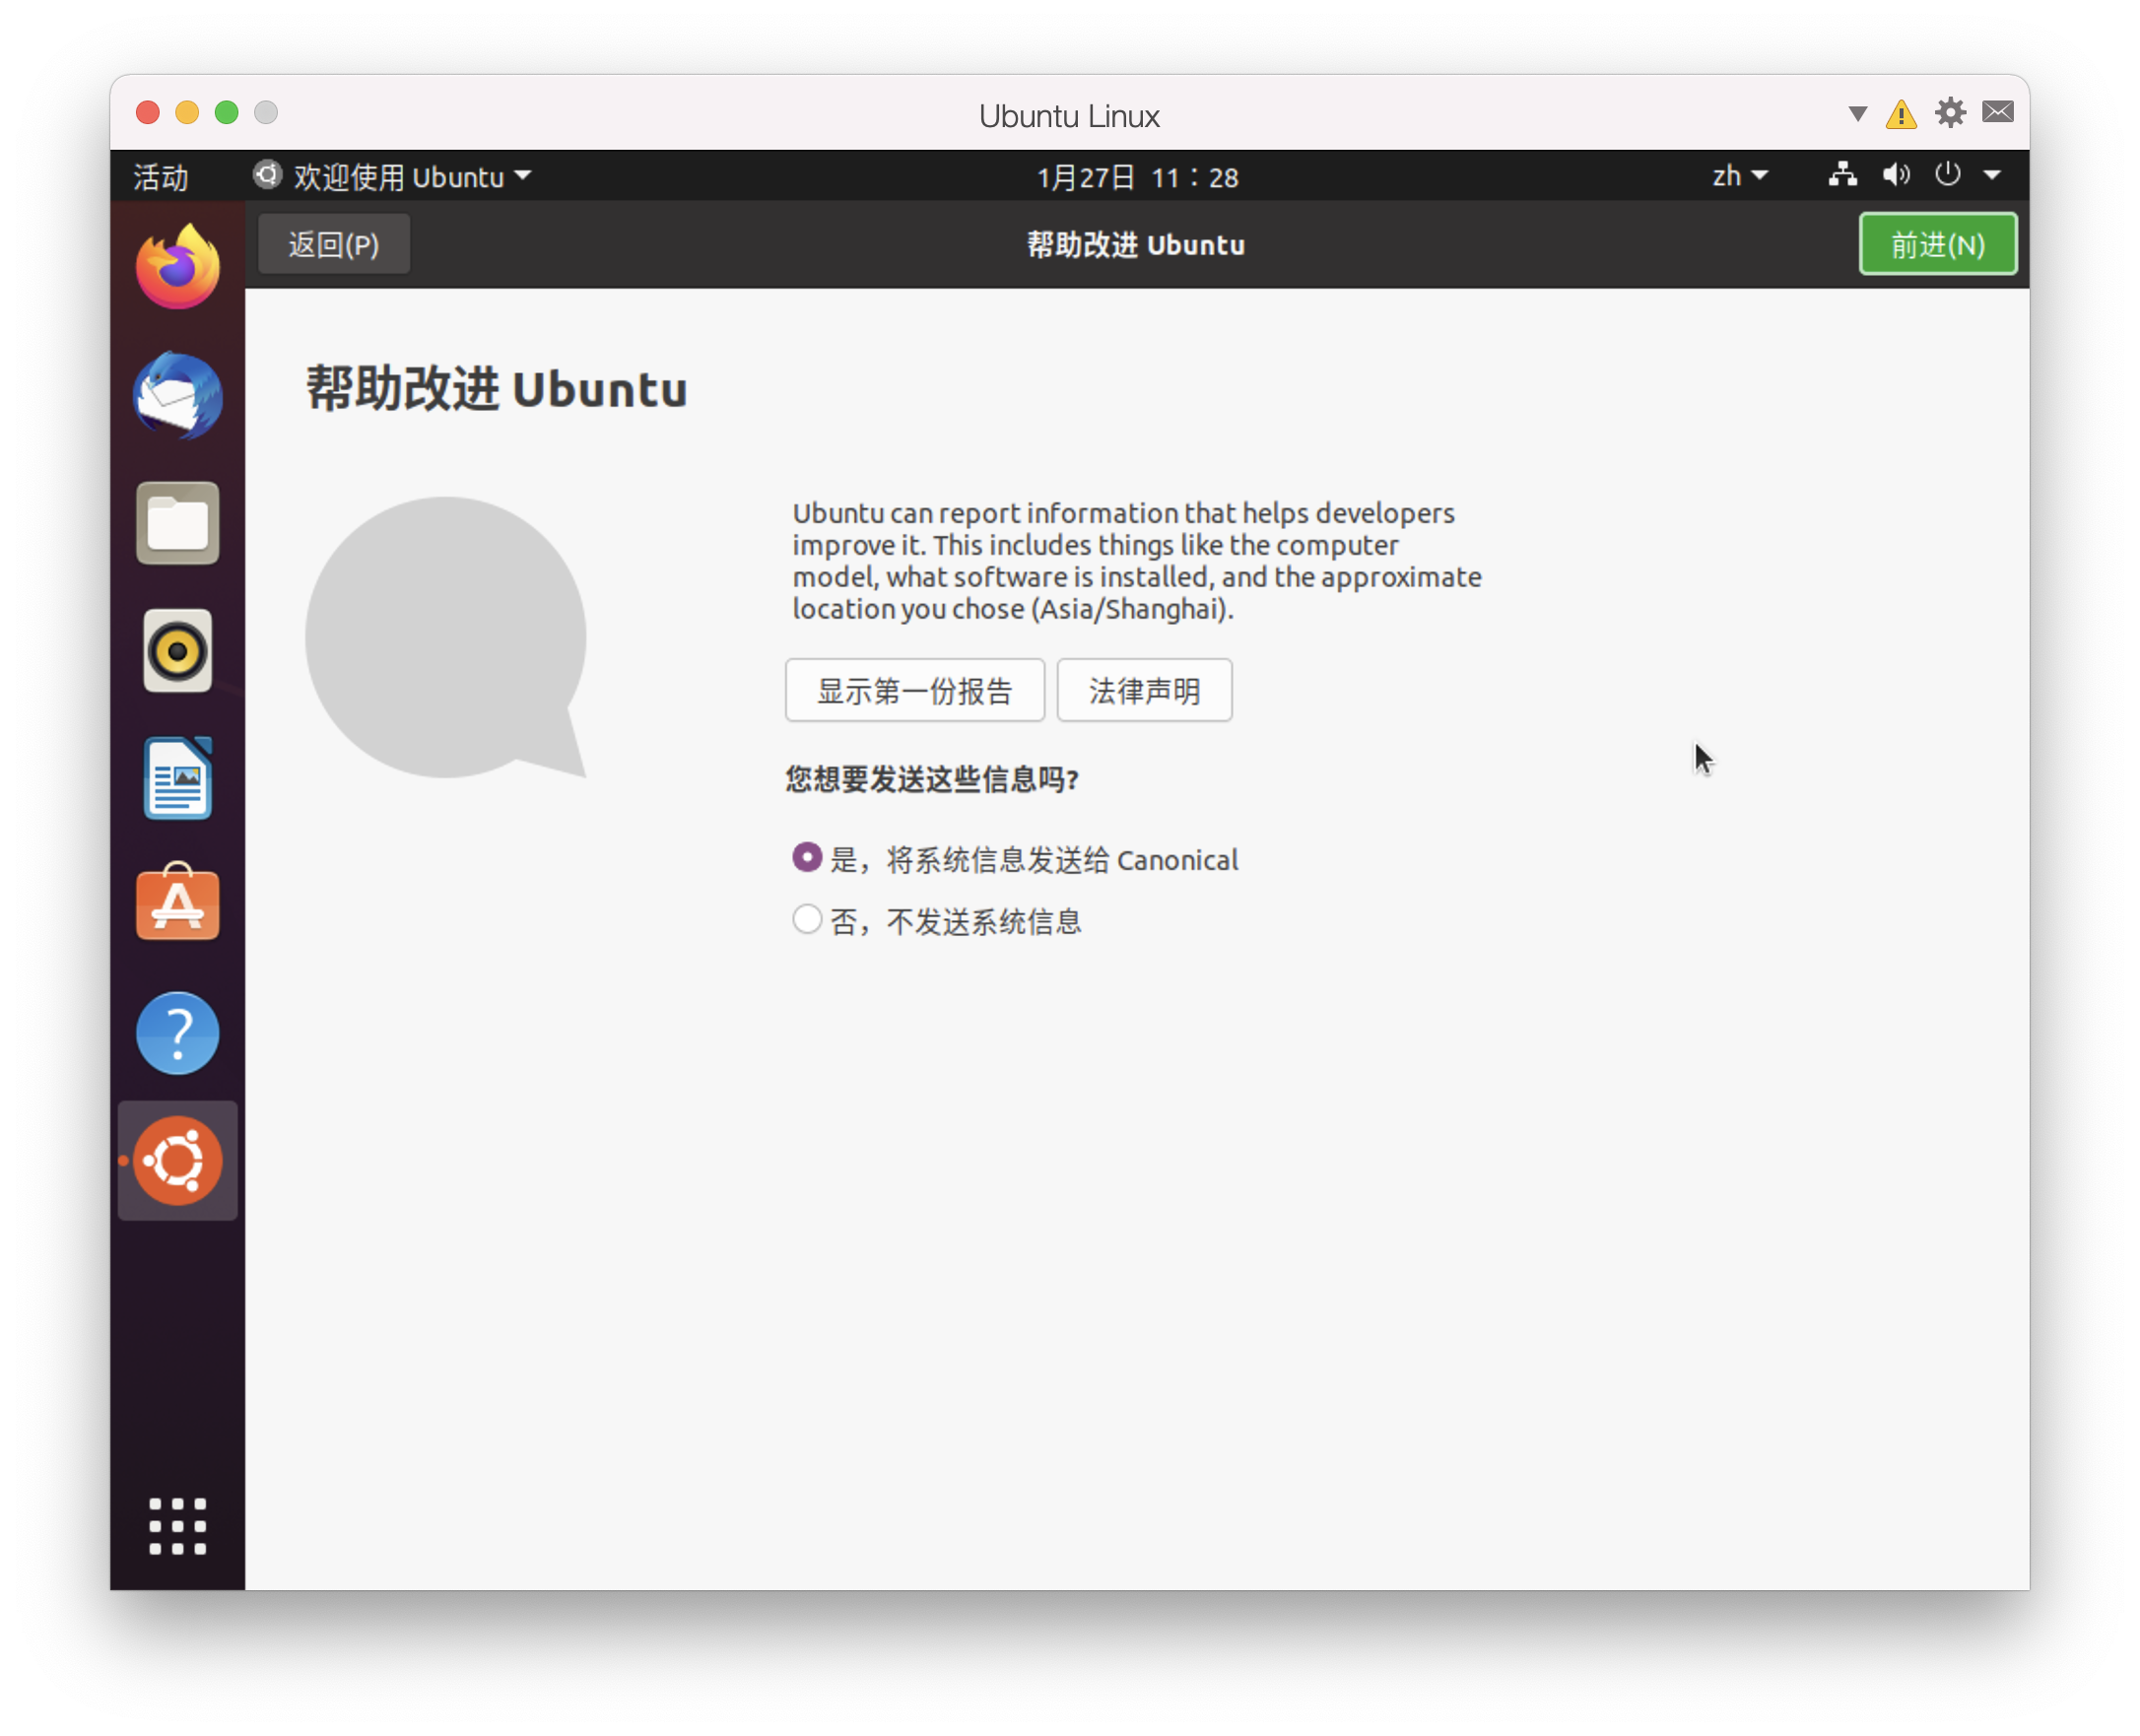 Ubuntu Linux
活动 欢迎使用 Ubuntu 1月27日 11：28 zh
返回(P) 帮助改进 Ubuntu 前进(N)
帮助改进 Ubuntu
Ubuntu can report information that helps developers
improve it. This includes things like the computer
model, what software is installed, and the approximate
location you chose (Asia/Shanghai).
显示第一份报告 法律声明
您想要发送这些信息吗?
是，将系统信息发送给 Canonical
否，不发送系统信息